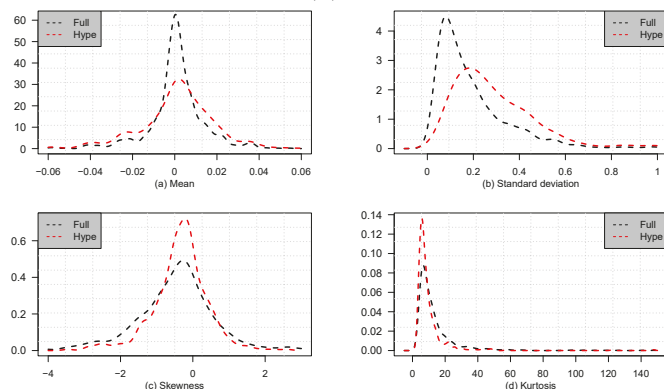 Full
Hype
60
50
40
30
20
10
0
−0.06 −0.04 −0.02 0 0.02 0.04 0.06
(a) Mean
Full
Hype
4
3
2
1
0
0 0.2 0.4 0.6 0.8 1
(b) Standard deviation
Full
Hype
0.6
0.4
0.2
0.0
−4 −2 0 2
(c) Skewness
Full
Hype
0.14
0.12
0.10
0.08
0.06
0.04
0.02
0.00
0 20 40 60 80 100 120 140
(d) Kurtosis